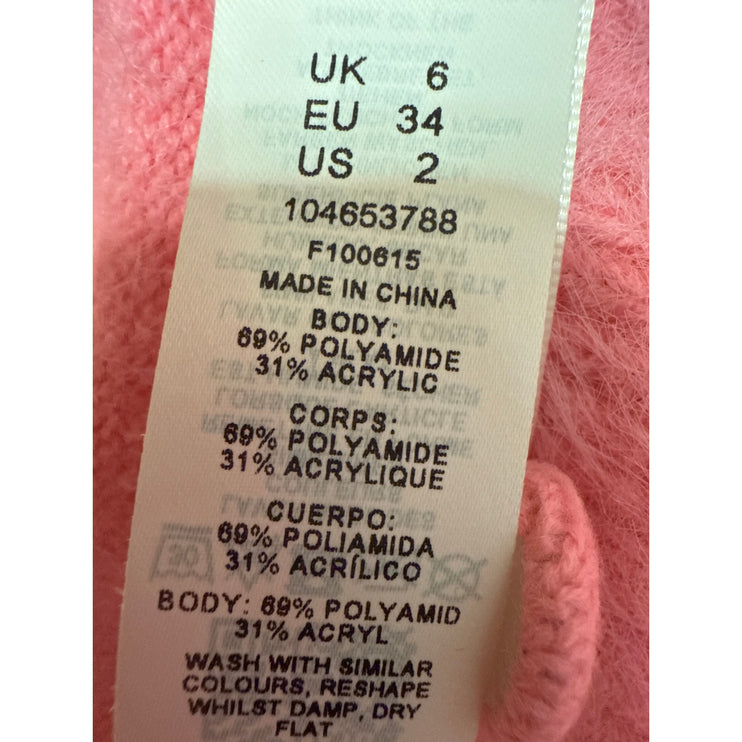 UK 6
EU 34
US 2
104653788
F100615
MADE IN CHINA
BODY:
69% POLYAMIDE
31% ACRYLIC
CORPS:
69% POLYAMIDE
31% ACRYLIQUE
CUERPO:
69% POLIAMIDA
31% ACRÍLICO
BODY: 69% POLYAMID
31% ACRYL
WASH WITH SIMILAR
COLOURS, RESHAPE
WHILST DAMP, DRY
FLAT